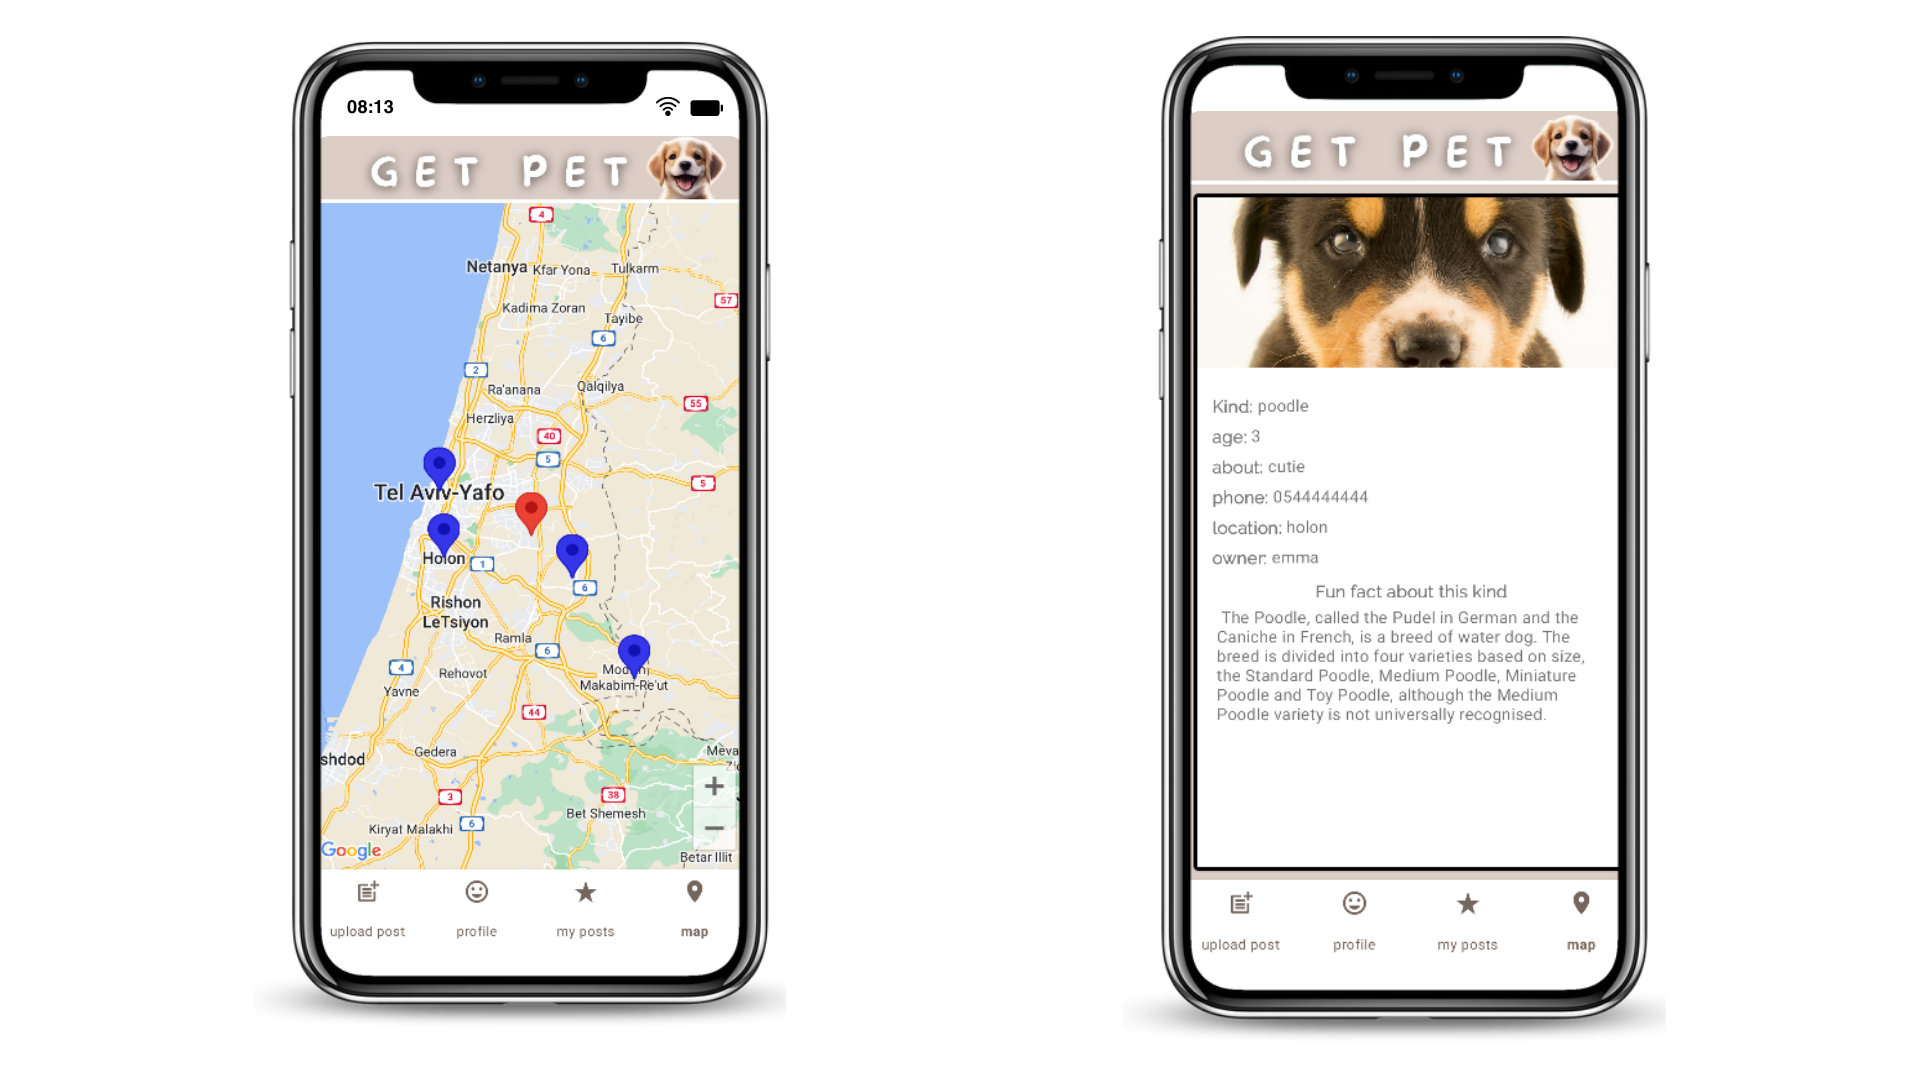 08:13
GET PET
4
Netanya
Kfar Yona
Tulkarm
57
Kadima Zoran
Tayibe
6
2
Ra'anana
Qalqilya
55
Herzliya
40
5
5
Tel Aviv-Yafo
Holon
1
6
Rishon
LeTsiyon
Ramla
6
4
Rehovot
Makabim-Re'ut
Yavne
44
Gedera
Meva
shdod
+
3
38
Bet Shemesh
Kiryat Malakhi
6
−
Google
Betar Illit
upload post
profile
my posts
map
GET PET
Kind: poodle
age: 3
about: cutie
phone: 0544444444
location: holon
owner: emma
Fun fact about this kind
The Poodle, called the Pudel in German and the
Caniche in French, is a breed of water dog. The
breed is divided into four varieties based on size,
the Standard Poodle, Medium Poodle, Miniature
Poodle and Toy Poodle, although the Medium
Poodle variety is not universally recognised.
upload post
profile
my posts
map